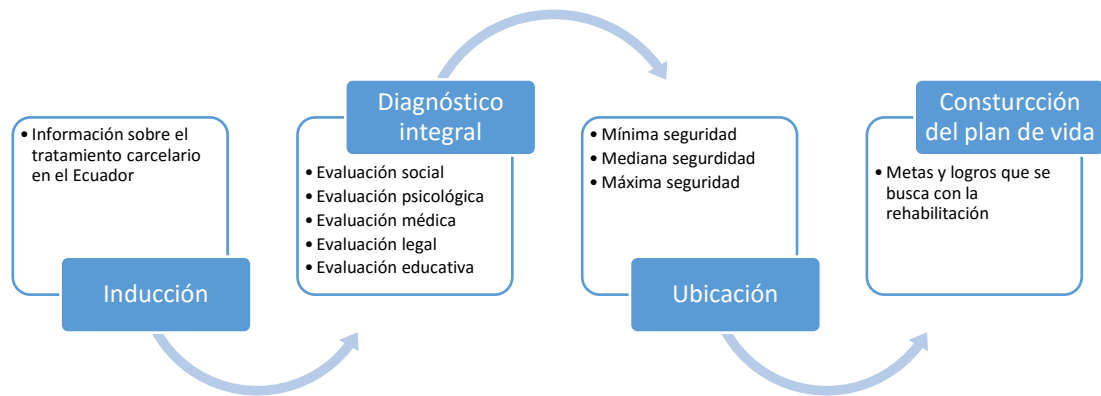 • Información sobre el
tratamiento carcelario
en el Ecuador
Inducción
Diagnóstico
integral
• Evaluación social
• Evaluación psicológica
• Evaluación médica
• Evaluación legal
• Evaluación educativa
• Mínima seguridad
• Mediana segurdidad
• Máxima seguridad
Ubicación
Consturcción
del plan de vida
• Metas y logros que se
busca con la
rehabilitación